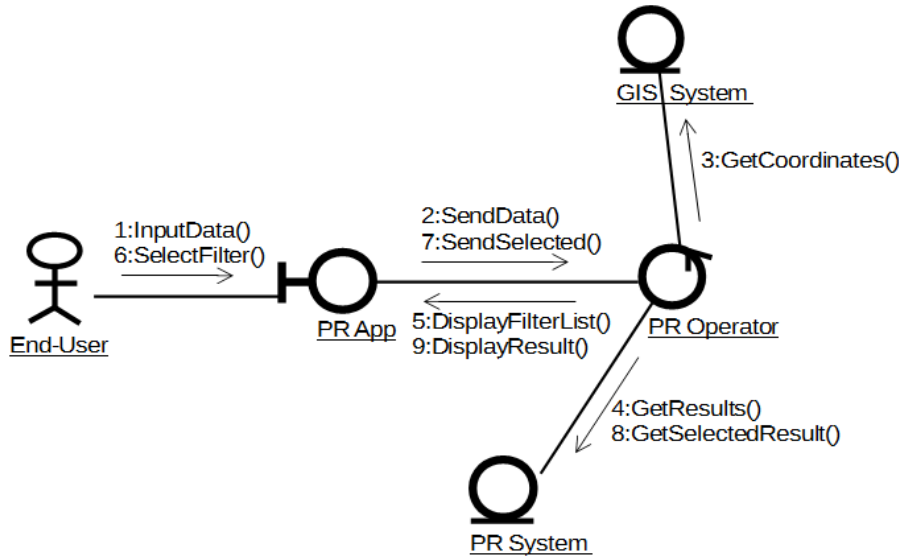 GIS System
3:GetCoordinates()
1:InputData()
6:SelectFilter()
2:SendData()
7:SendSelected()
End-User
PR App
5:DisplayFilterList()
9:DisplayResult()
PR Operator
4:GetResults()
8:GetSelectedResult()
PR System